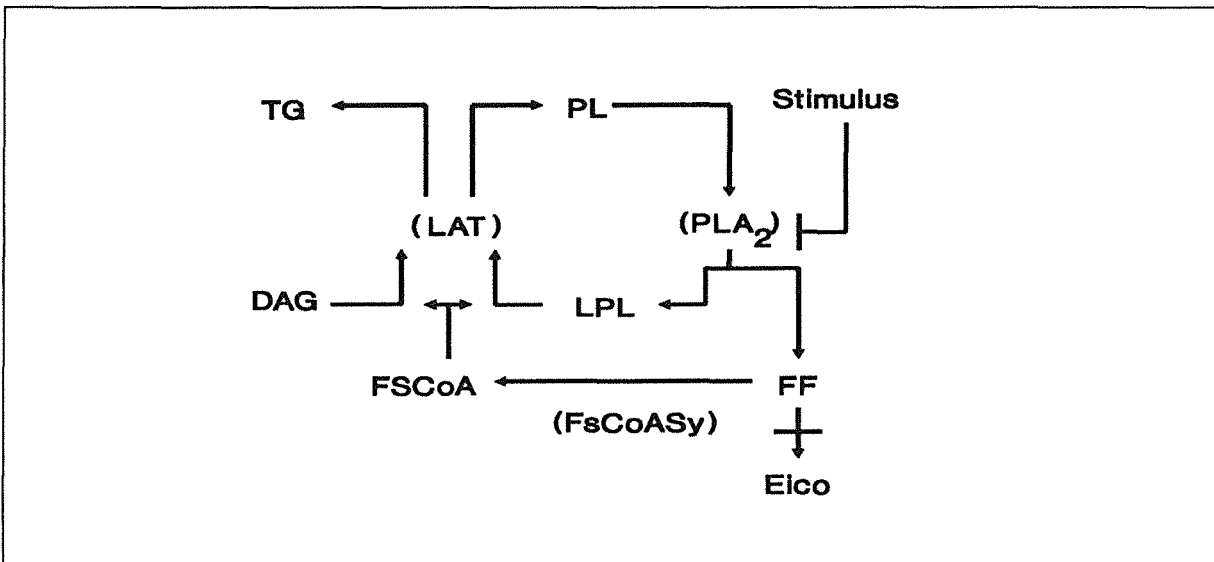 TG
PL
Stimulus
(LAT)
(PLA2)
DAG
LPL
FSCoA
FF
(FsCoASy)
Eico